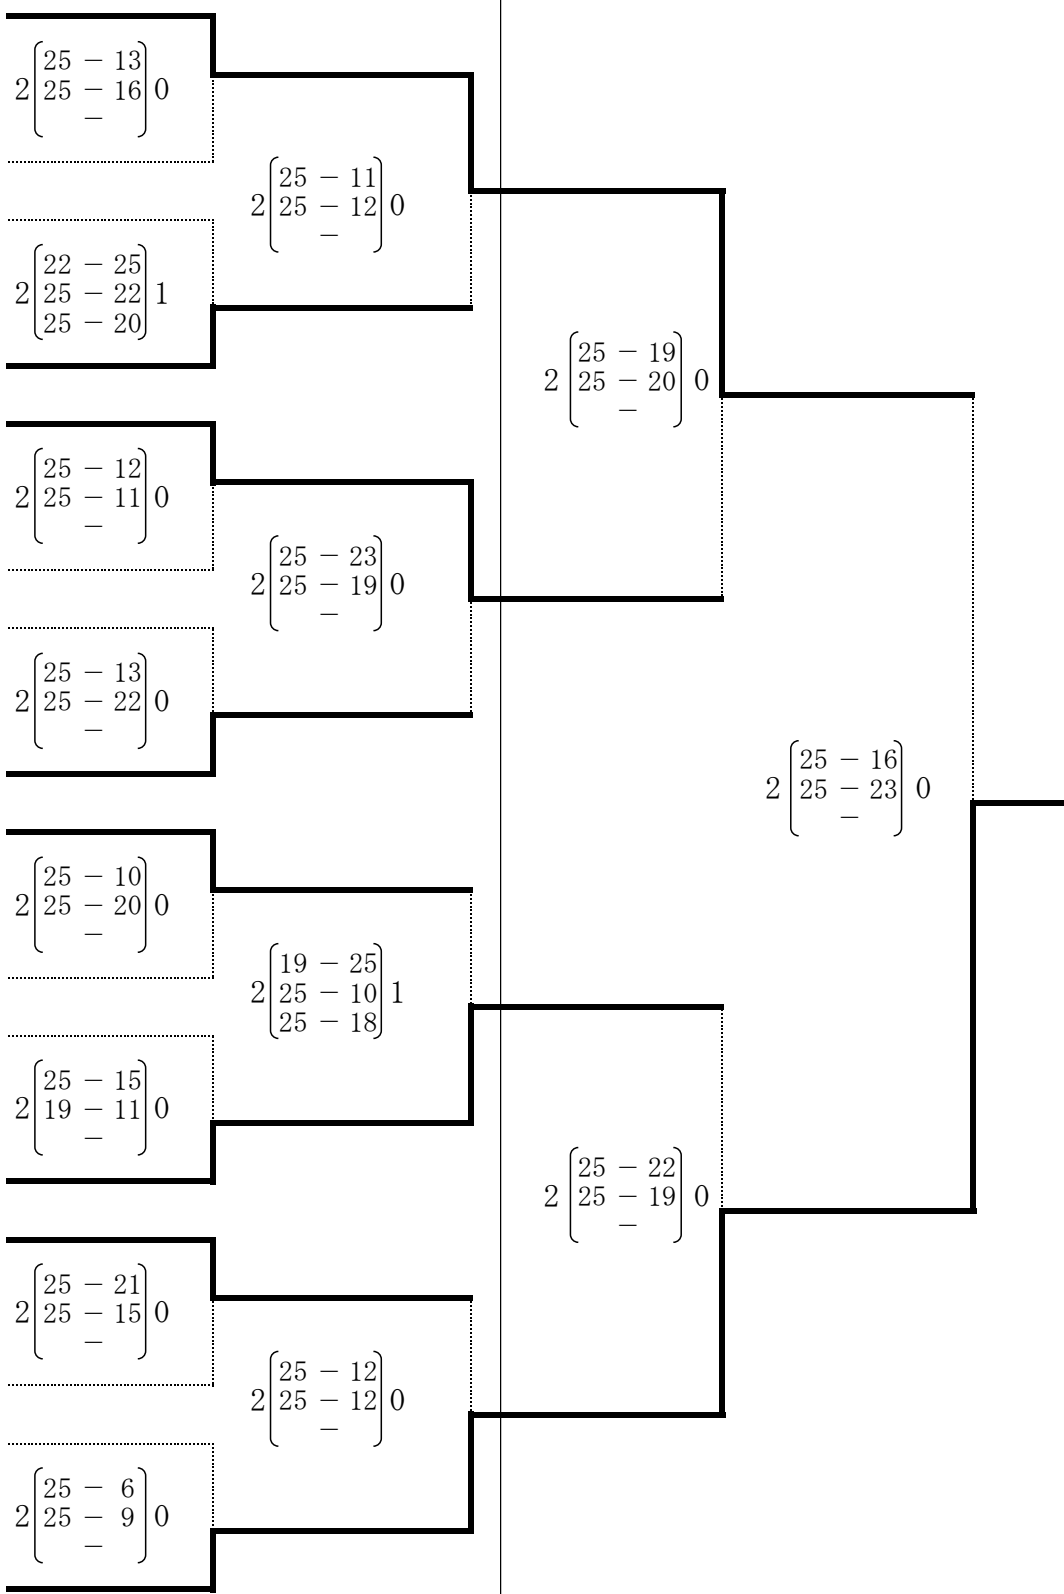 25 − 13
2 25 − 16 0
−
25 − 11
2 25 − 12 0
−
22 − 25
2 25 − 22 1
25 − 20
25 − 19
2 25 − 20 0
−
25 − 12
2 25 − 11 0
−
25 − 23
2 25 − 19 0
−
25 − 13
2 25 − 22 0
−
25 − 16
2 25 − 23 0
−
25 − 10
2 25 − 20 0
−
19 − 25
2 25 − 10 1
25 − 18
25 − 15
2 19 − 11 0
−
25 − 22
2 25 − 19 0
−
25 − 21
2 25 − 15 0
−
25 − 12
2 25 − 12 0
−
25 − 6
2 25 − 9 0
−